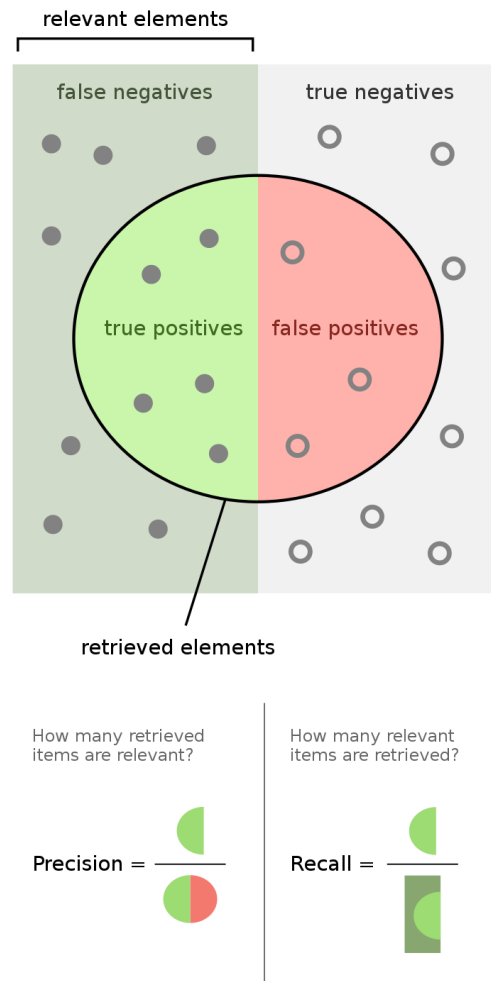 relevant elements
false negatives
true negatives
true positives
false positives
retrieved elements
How many retrieved
items are relevant?
Precision =
How many relevant
items are retrieved?
Recall =